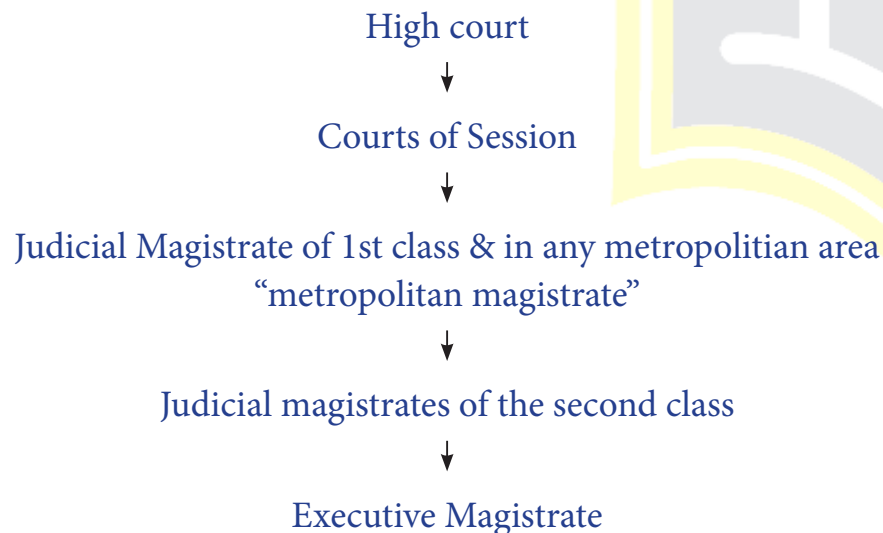 High court
Courts of Session
Judicial Magistrate of 1st class & in any metropolitian area
“metropolitan magistrate”
Judicial magistrates of the second class
Executive Magistrate